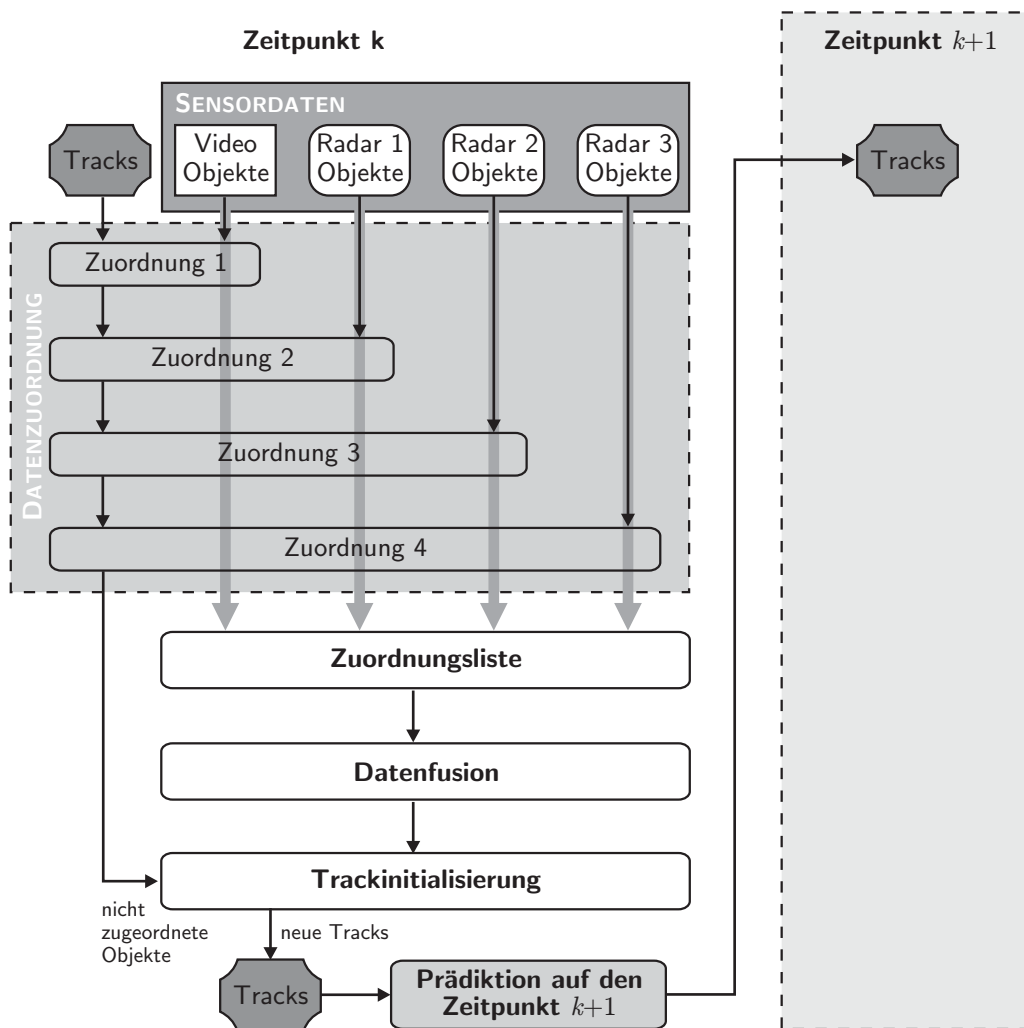 Zeitpunkt k
Zeitpunkt k+1
SENSORDATEN
Tracks
Video
Objekte
Radar 1
Objekte
Radar 2
Objekte
Radar 3
Objekte
Tracks
DATENZUORDNUNG
Zuordnung 1
Zuordnung 2
Zuordnung 3
Zuordnung 4
Zuordnungsliste
Datenfusion
Trackinitialisierung
nicht
zugeordnete
Objekte
neue Tracks
Tracks
Prädiktion auf den
Zeitpunkt k+1